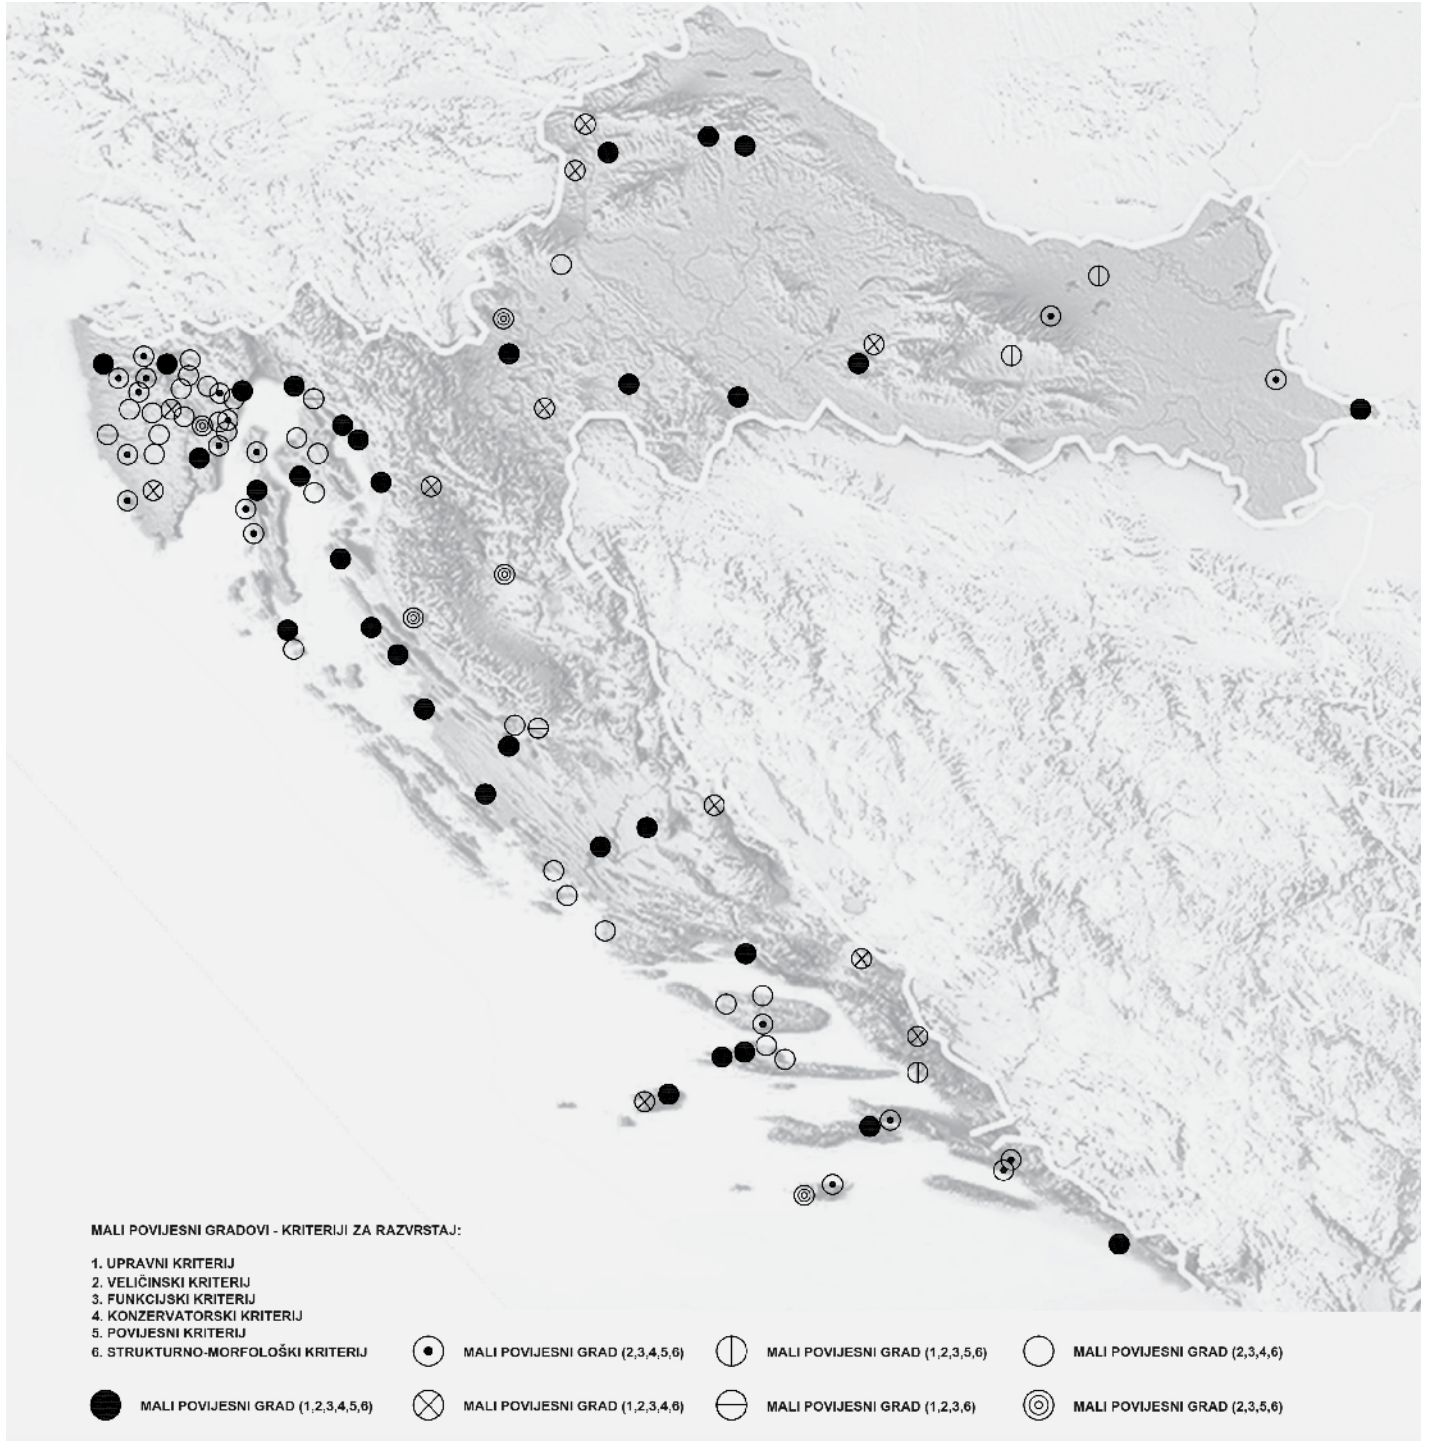 MALI POVIJESNI GRADOVI - KRITERIJI ZA RAZVRSTAJ:
1. UPRAVNI KRITERIJ
2. VELIČINSKI KRITERIJ
3. FUNKCIJSKI KRITERIJ
4. KONZERVATORSKI KRITERIJ
5. POVIJESNI KRITERIJ
6. STRUKTURNO-MORFOLOŠKI KRITERIJ
MALI POVIJESNI GRAD (2,3,4,5,6)
MALI POVIJESNI GRAD (1,2,3,5,6)
MALI POVIJESNI GRAD (2,3,4,6)
MALI POVIJESNI GRAD (1,2,3,4,5,6)
MALI POVIJESNI GRAD (1,2,3,4,6)
MALI POVIJESNI GRAD (1,2,3,6)
MALI POVIJESNI GRAD (2,3,5,6)